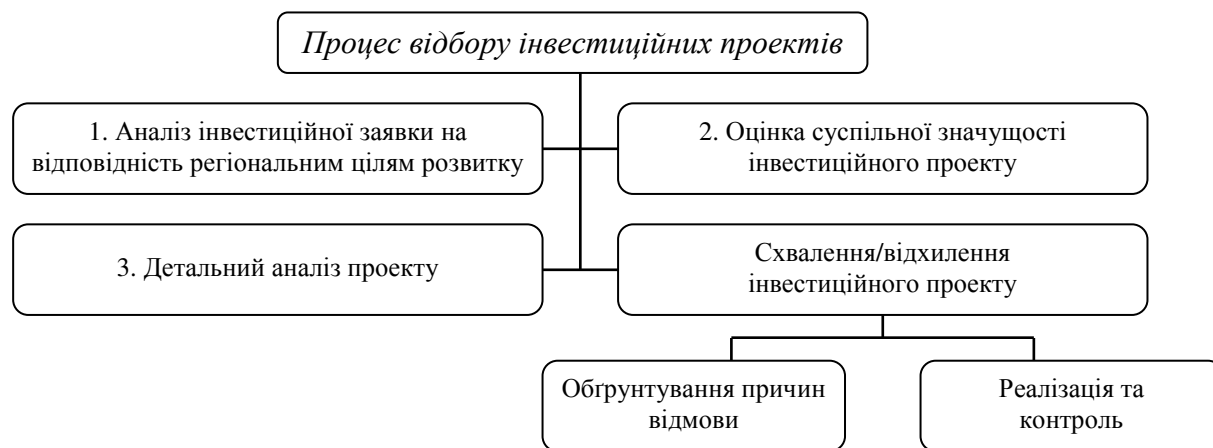 Процес відбору інвестиційних проектів
1. Аналіз інвестиційної заявки на
відповідність регіональним цілям розвитку
2. Оцінка суспільної значущості
інвестиційного проекту
3. Детальний аналіз проекту
Схвалення/відхилення
інвестиційного проекту
Обґрунтування причин
відмови
Реалізація та
контроль